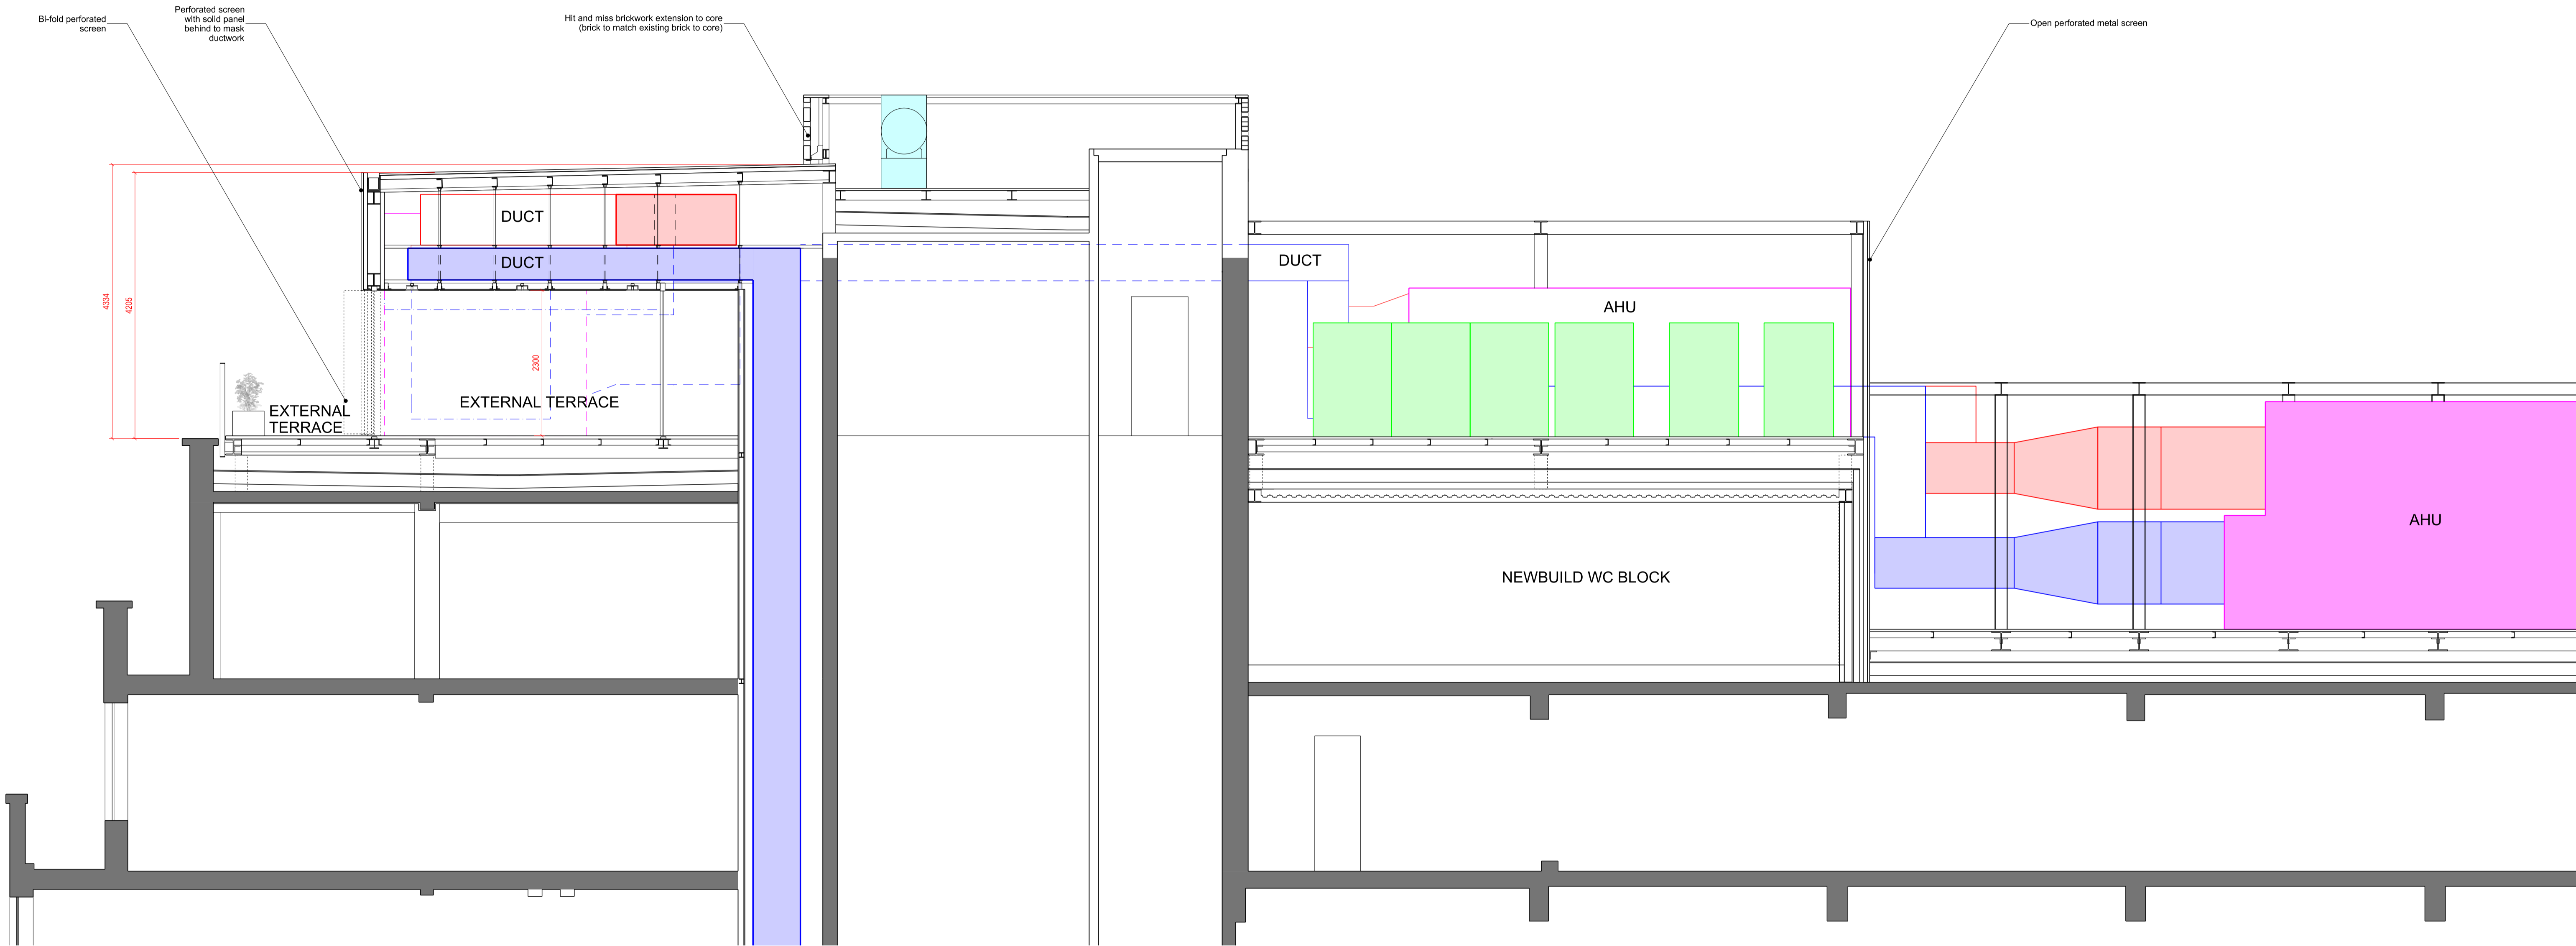 Bi-fold perforated
screen
Perforated screen
with solid panel
behind to mask
ductwork
Hit and miss brickwork extension to core
(brick to match existing brick to core)
Open perforated metal screen
DUCT
DUCT
DUCT
AHU
4334
4205
2300
EXTERNAL
TERRACE
EXTERNAL TERRACE
NEWBUILD WC BLOCK
AHU